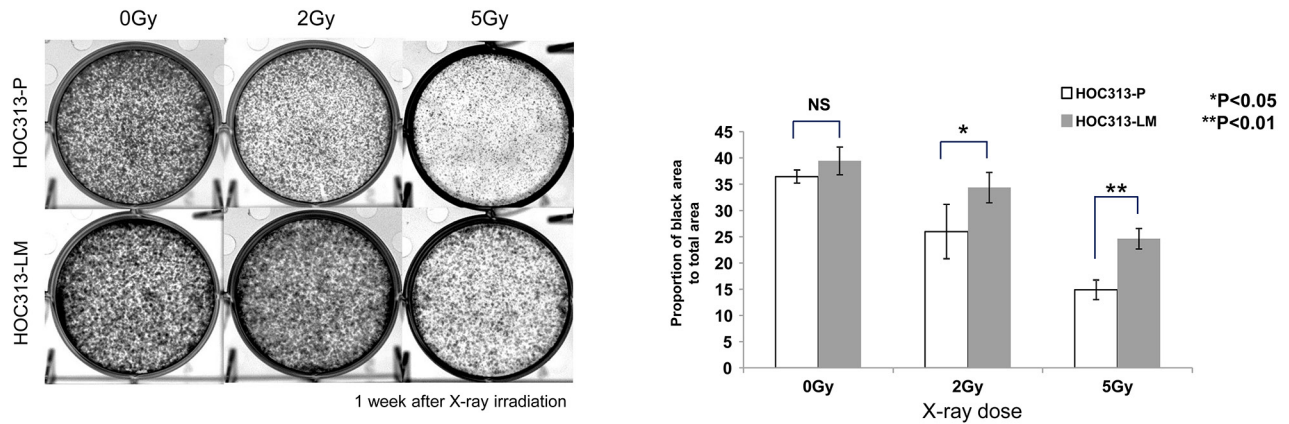 0Gy 2Gy 5Gy
HOC313-P
HOC313-LM
1 week after X-ray irradiation
HOC313-P
HOC313-LM
*P<0.05
**P<0.01
NS
*
**
Proportion of black area
to total area
45
40
35
30
25
20
15
10
5
0
0Gy 2Gy 5Gy
X-ray dose